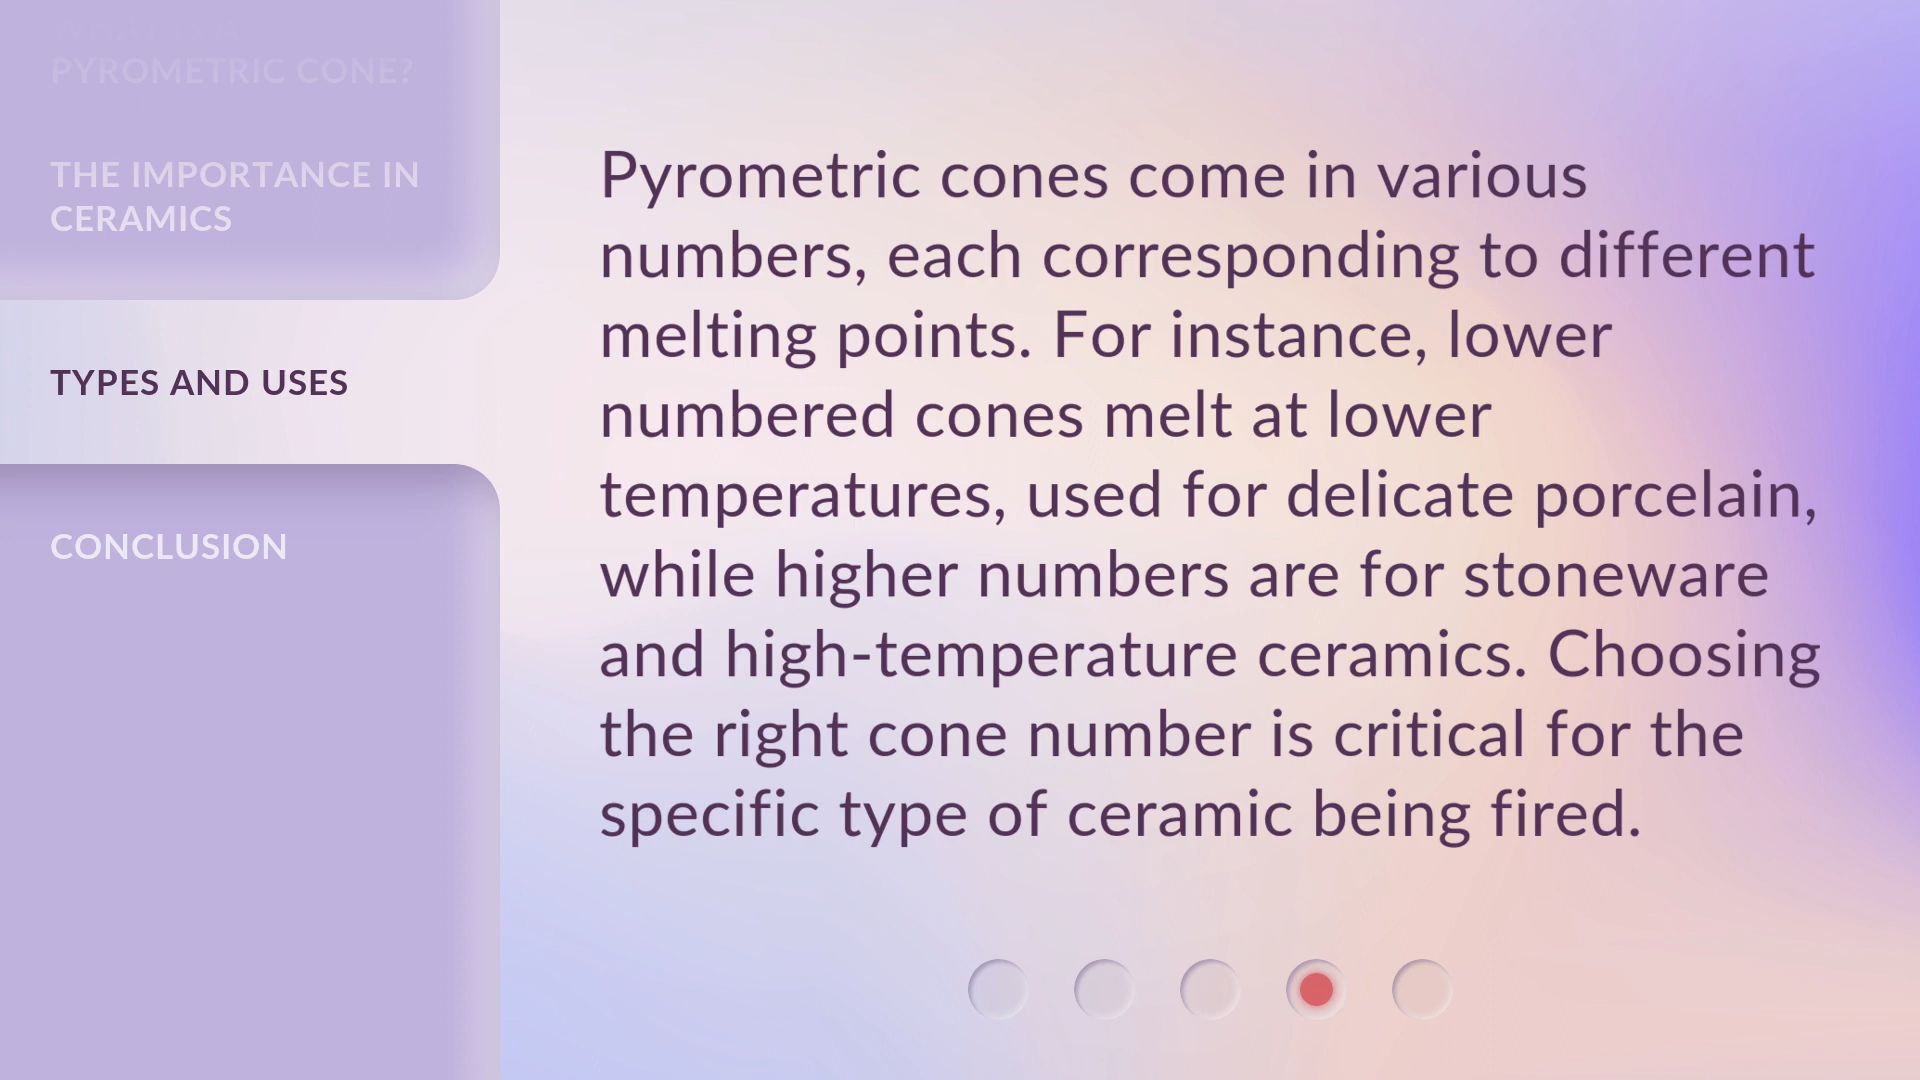 PYROMETRIC CONE?
THE IMPORTANCE IN
CERAMICS
TYPES AND USES
CONCLUSION
Pyrometric cones come in various
numbers, each corresponding to different
melting points. For instance, lower
numbered cones melt at lower
temperatures, used for delicate porcelain,
while higher numbers are for stoneware
and high-temperature ceramics. Choosing
the right cone number is critical for the
specific type of ceramic being fired.